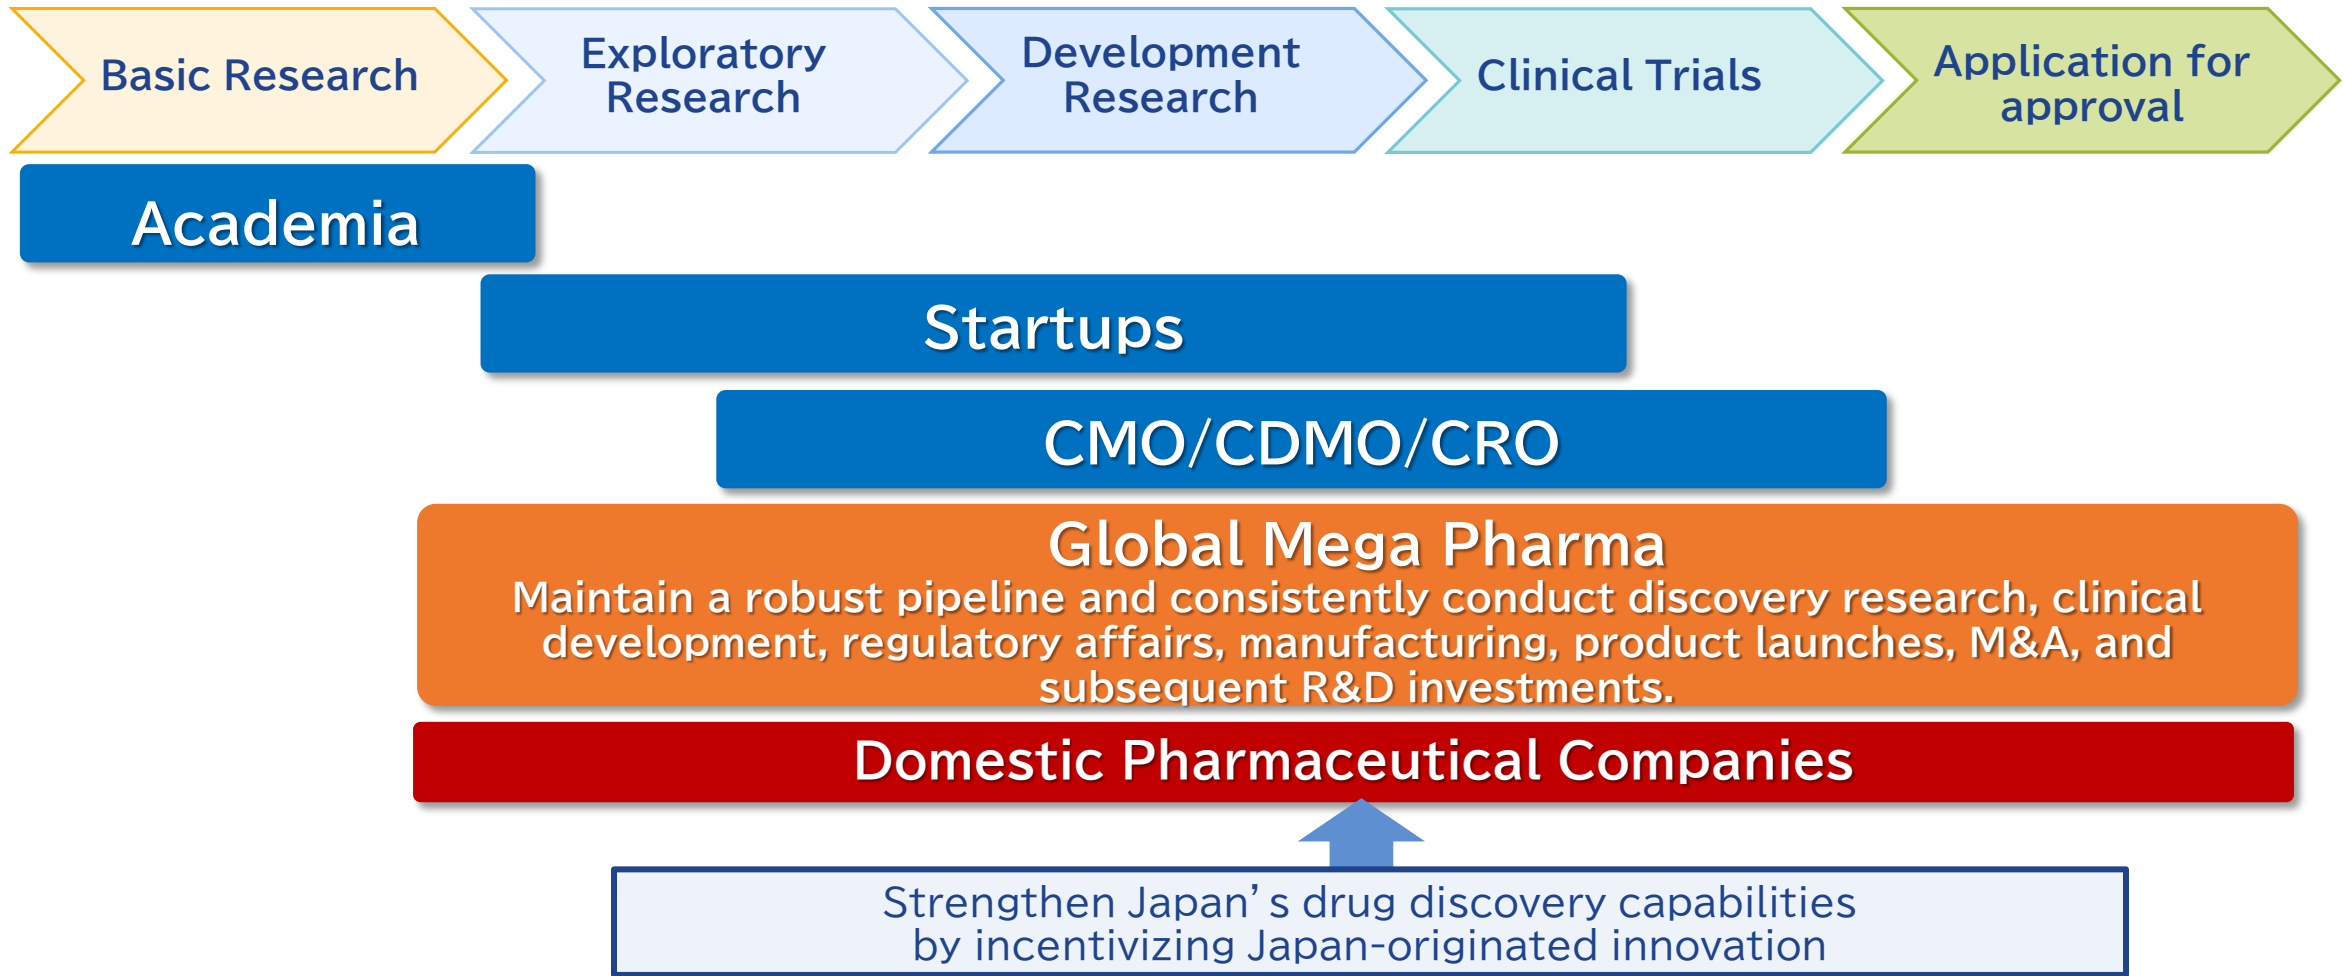 Basic Research
Exploratory
Research
Development
Research
Clinical Trials
Application for
approval
Academia
Startups
CMO/CDMO/CRO
Global Mega Pharma
Maintain a robust pipeline and consistently conduct discovery research, clinical
development, regulatory affairs, manufacturing, product launches, M&A, and
subsequent R&D investments.
Domestic Pharmaceutical Companies
Strengthen Japan’s drug discovery capabilities
by incentivizing Japan-originated innovation